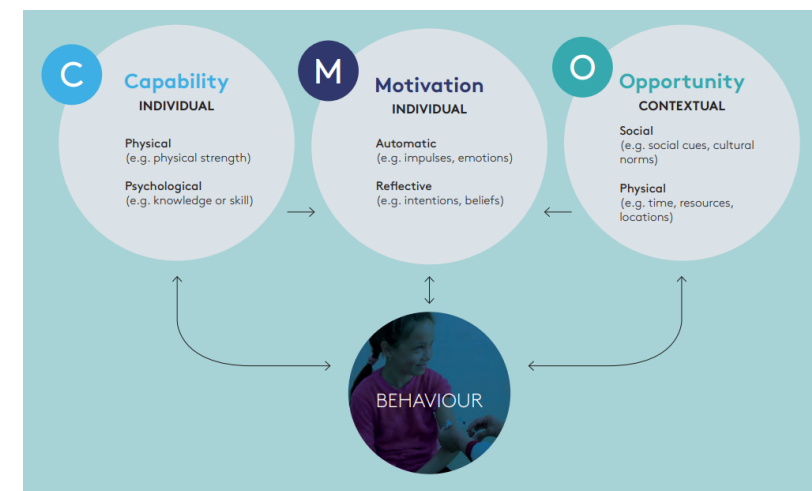 C
Capability
INDIVIDUAL
Physical
(e.g. physical strength)
Psychological
(e.g. knowledge or skill)
M
Motivation
INDIVIDUAL
Automatic
(e.g. impulses, emotions)
Reflective
(e.g. intentions, beliefs)
O
Opportunity
CONTEXTUAL
Social
(e.g. social cues, cultural
norms)
Physical
(e.g. time, resources,
locations)
BEHAVIOUR